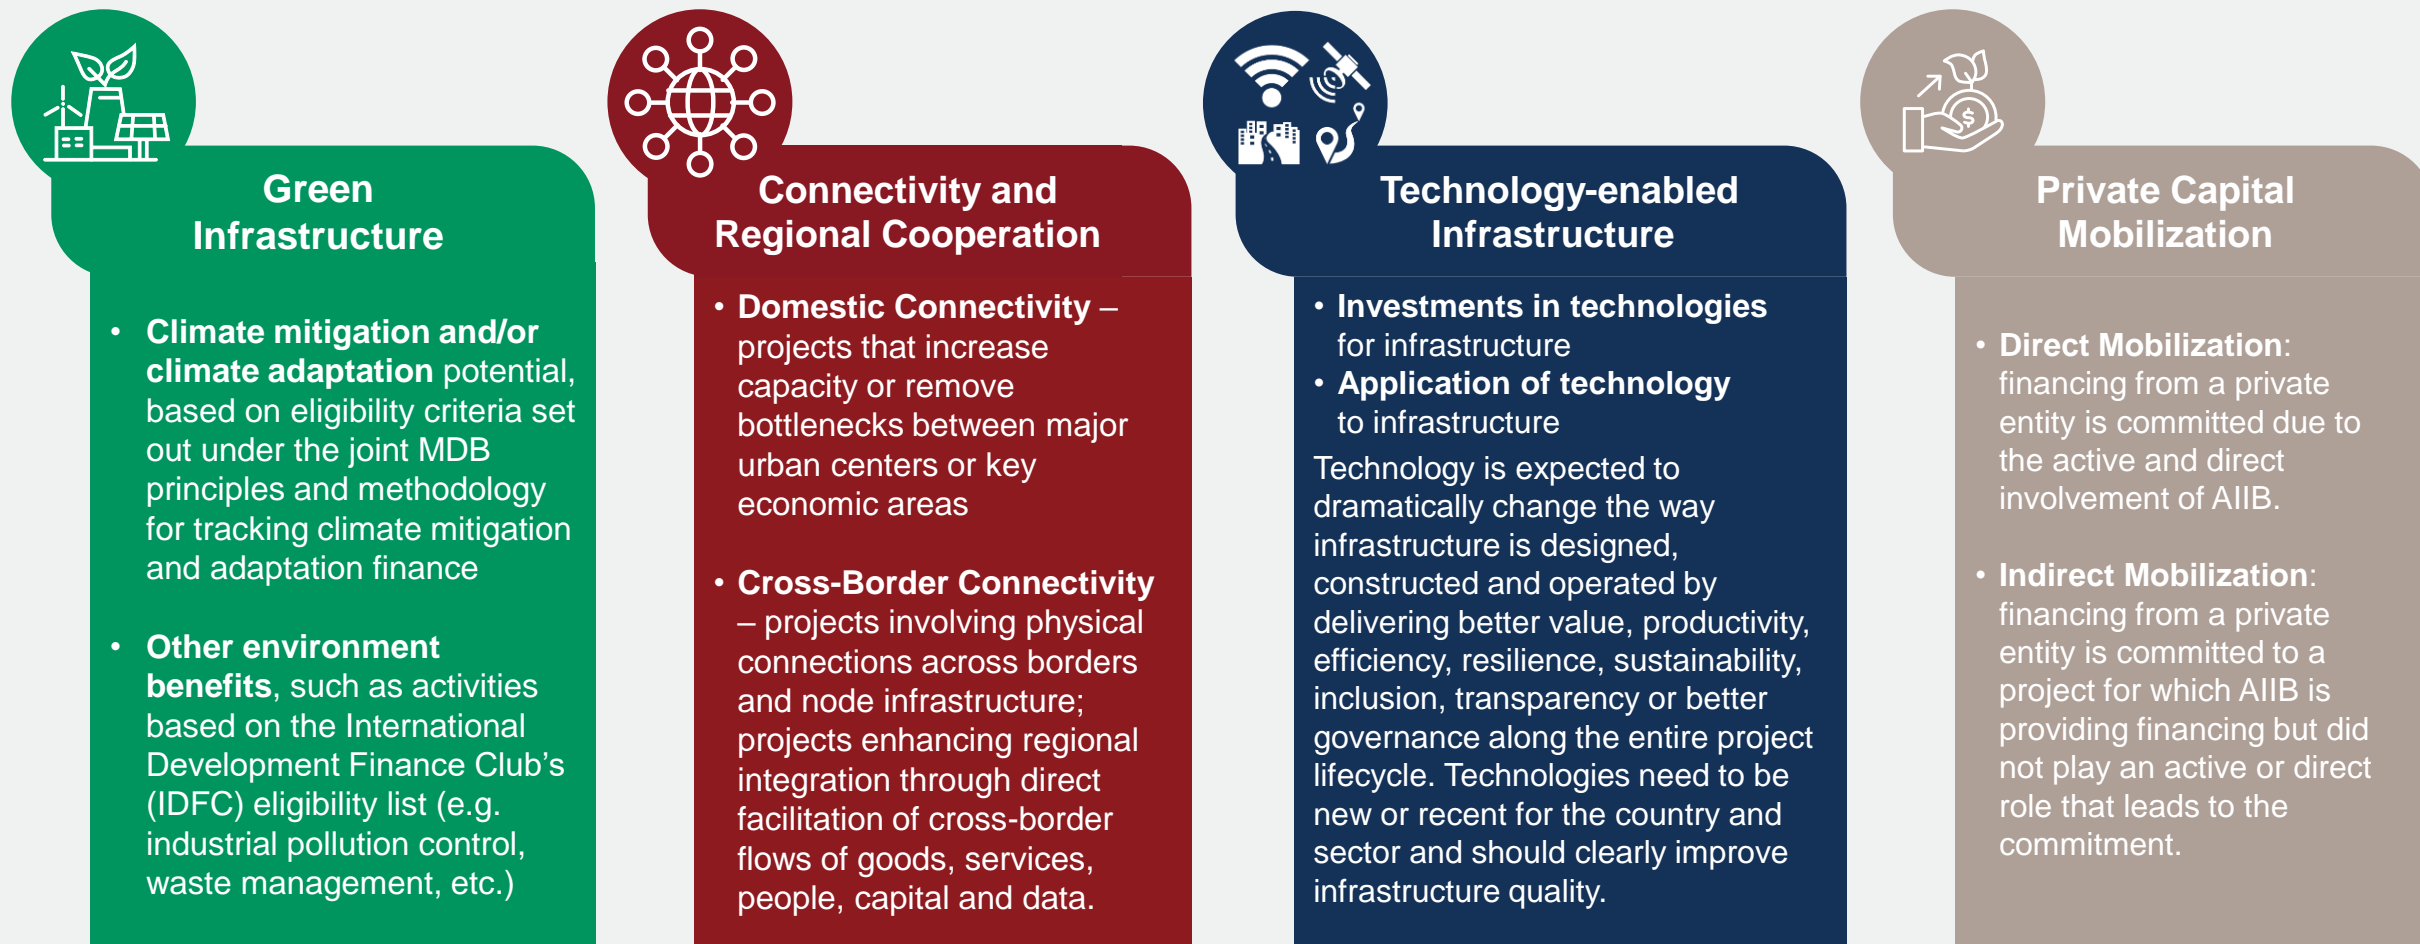 Green
Infrastructure
• Climate mitigation and/or
climate adaptation potential,
based on eligibility criteria set
out under the joint MDB
principles and methodology
for tracking climate mitigation
and adaptation finance
• Other environment
benefits, such as activities
based on the International
Development Finance Club’s
(IDFC) eligibility list (e.g.
industrial pollution control,
waste management, etc.)
Connectivity and
Regional Cooperation
• Domestic Connectivity –
projects that increase
capacity or remove
bottlenecks between major
urban centers or key
economic areas
• Cross-Border Connectivity
– projects involving physical
connections across borders
and node infrastructure;
projects enhancing regional
integration through direct
facilitation of cross-border
flows of goods, services,
people, capital and data.
Technology-enabled
Infrastructure
• Investments in technologies
for infrastructure
• Application of technology
to infrastructure
Technology is expected to
dramatically change the way
infrastructure is designed,
constructed and operated by
delivering better value, productivity,
efficiency, resilience, sustainability,
inclusion, transparency or better
governance along the entire project
lifecycle. Technologies need to be
new or recent for the country and
sector and should clearly improve
infrastructure quality.
$
Private Capital
Mobilization
• Direct Mobilization:
financing from a private
entity is committed due to
the active and direct
involvement of AIIB.
• Indirect Mobilization:
financing from a private
entity is committed to a
project for which AIIB is
providing financing but did
not play an active or direct
role that leads to the
commitment.